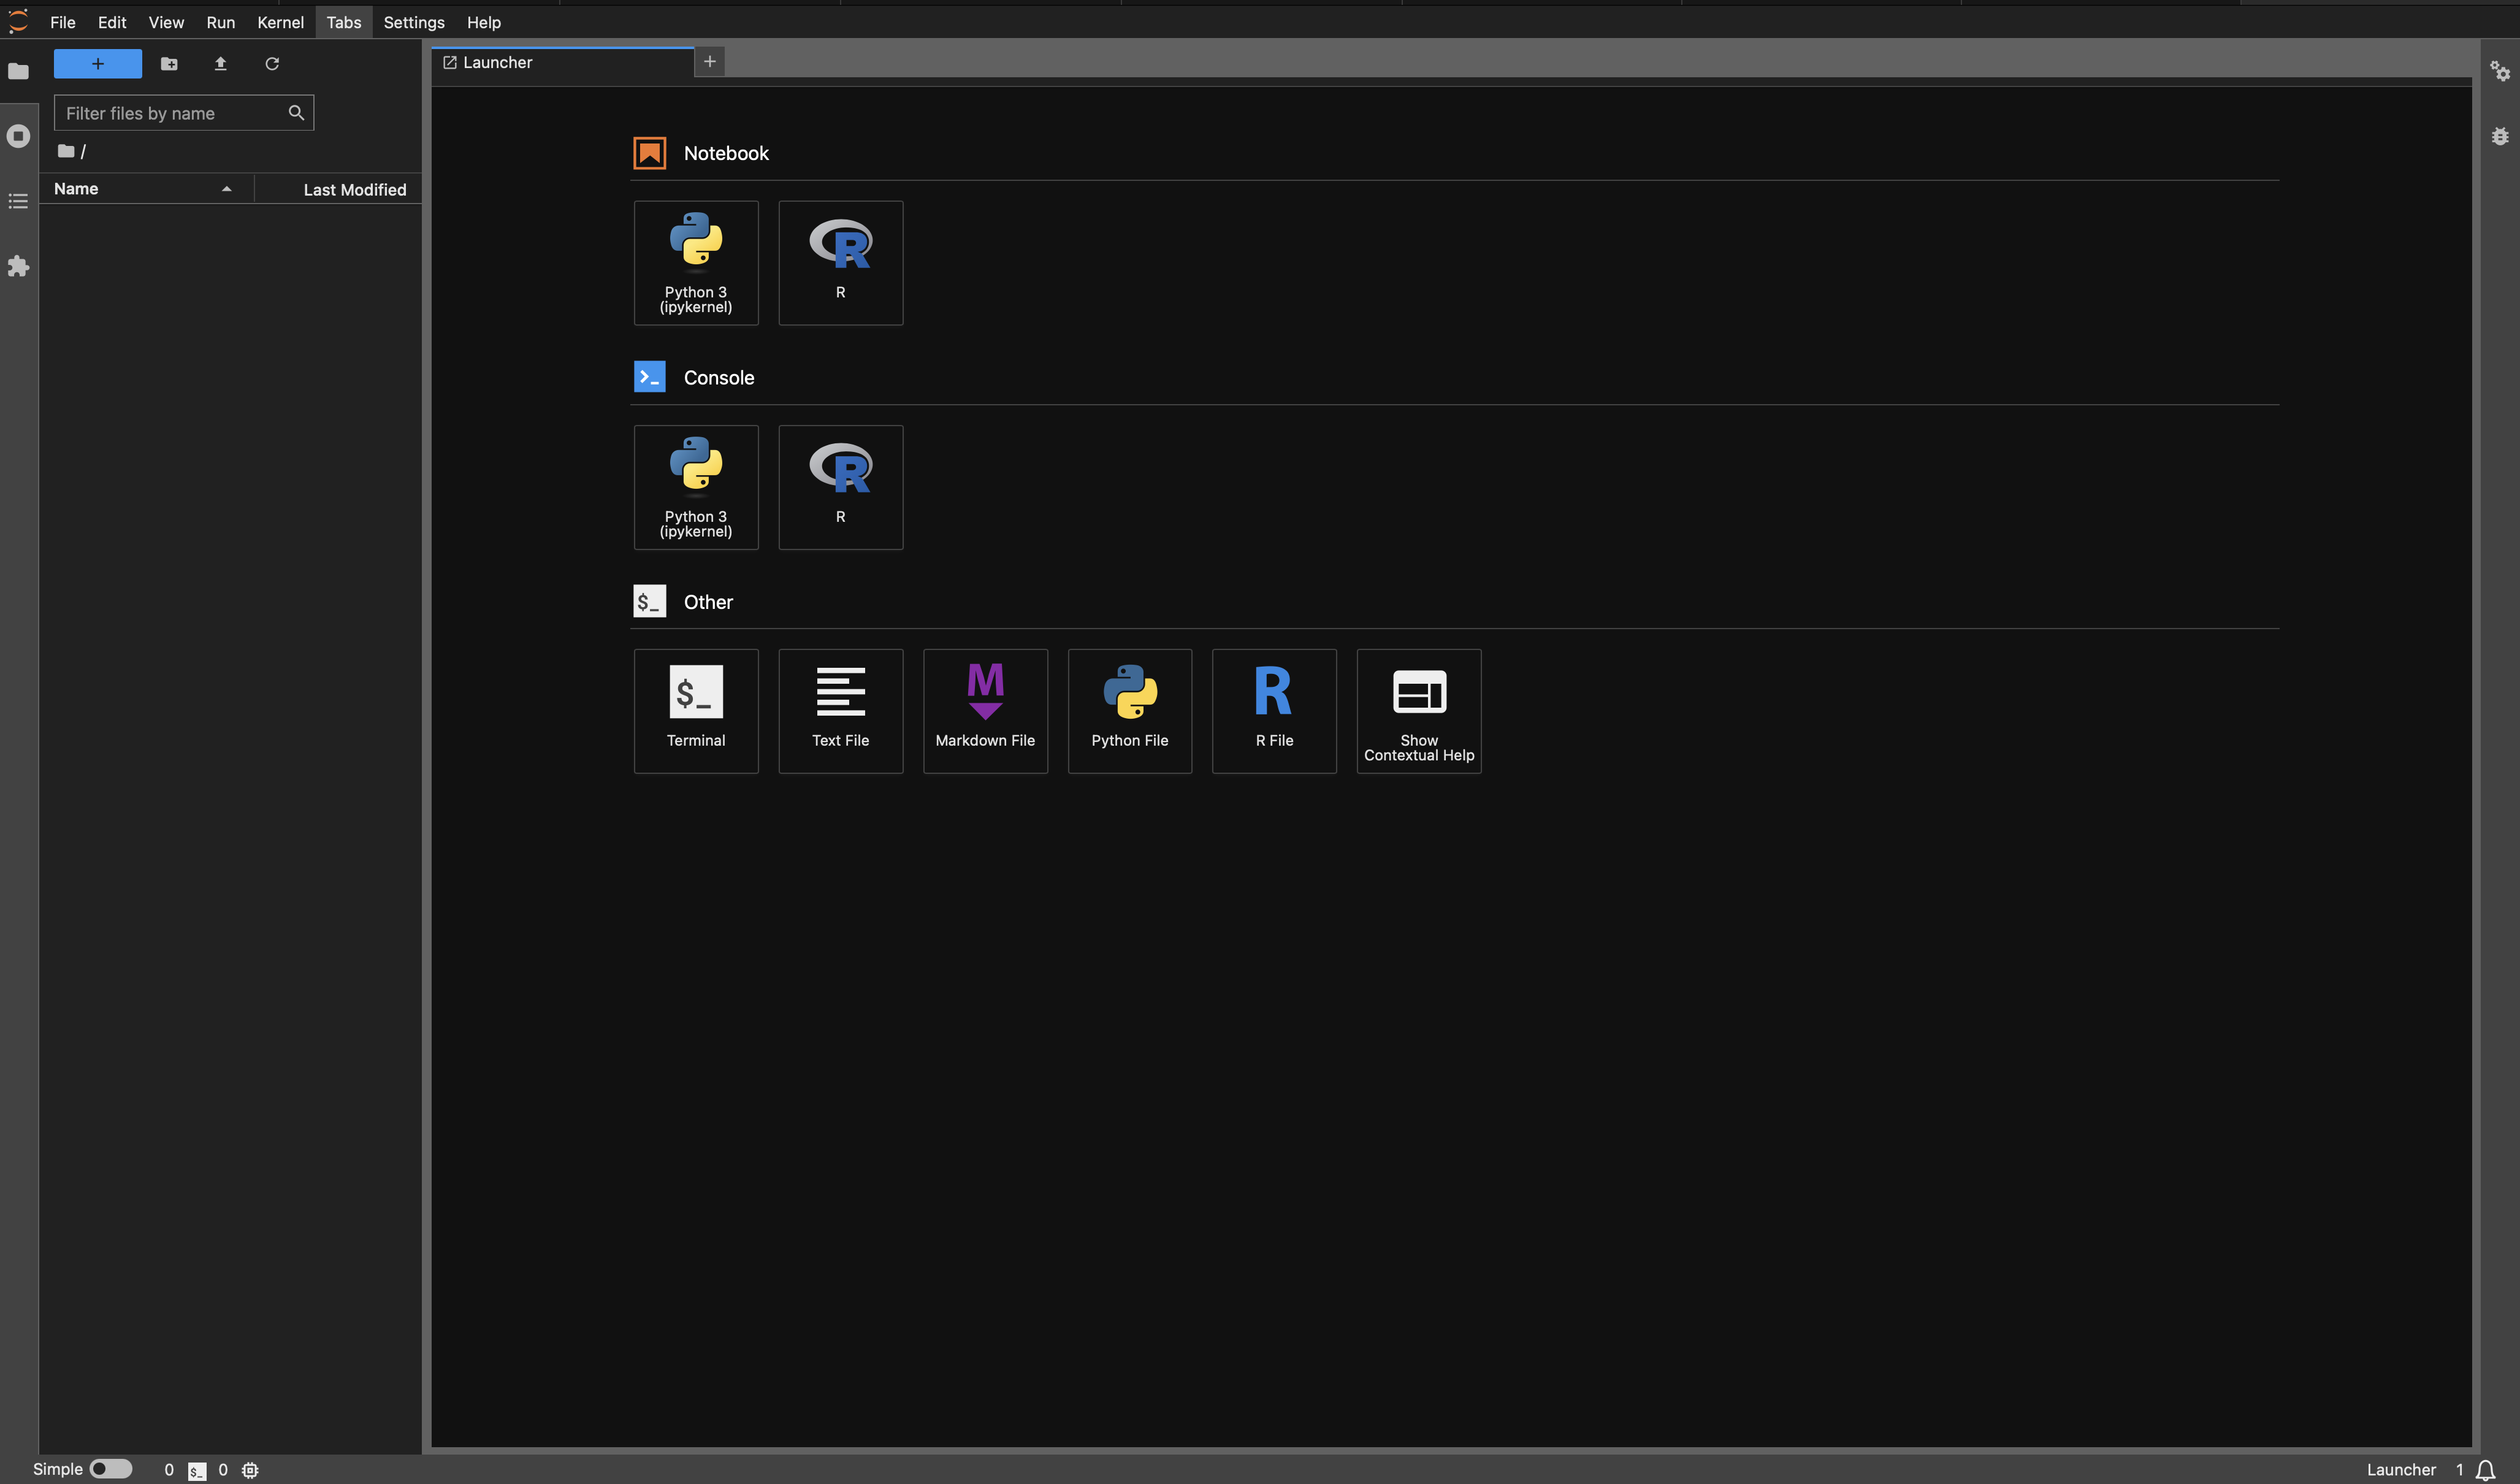 File Edit View Run Kernel Tabs Settings Help
+
Launcher
+
Filter files by name
/
Name
Last Modified
Notebook
Python 3
(ipykernel)
R
Console
Python 3
(ipykernel)
R
$_ Other
$_
Terminal
Text File
M
Markdown File
Python File
R
R File
Show
Contextual Help
Simple 0 $_ 0
Launcher 1